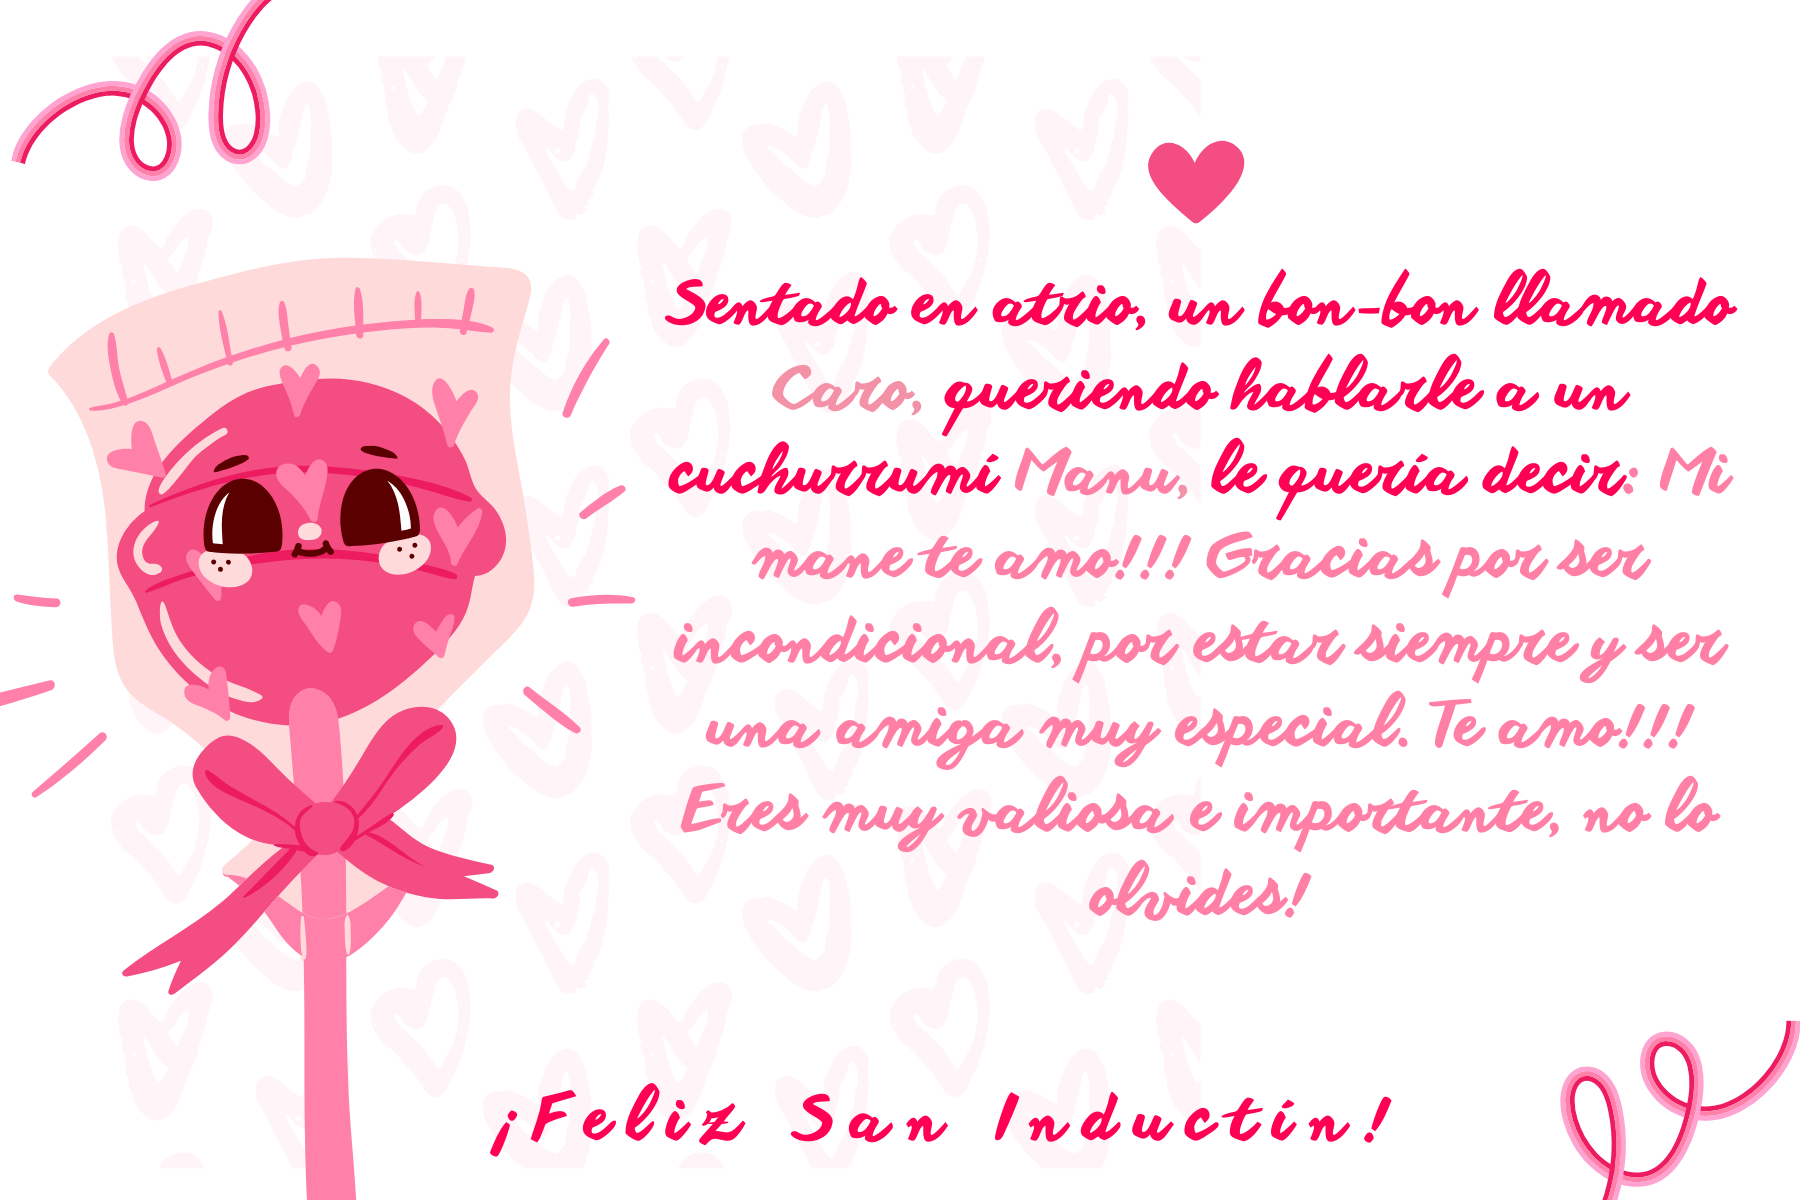 Sentado en atrio, un bon-bon llamado
Caro, queriendo hablarle a un
cuchurrumí Manu, le quería decir: Mi
mane te amo!!! Gracias por ser
incondicional, por estar siempre y ser
una amiga muy especial. Te amo!!!
Eres muy valiosa e importante, no lo
olvides!
¡Feliz San Inductín!